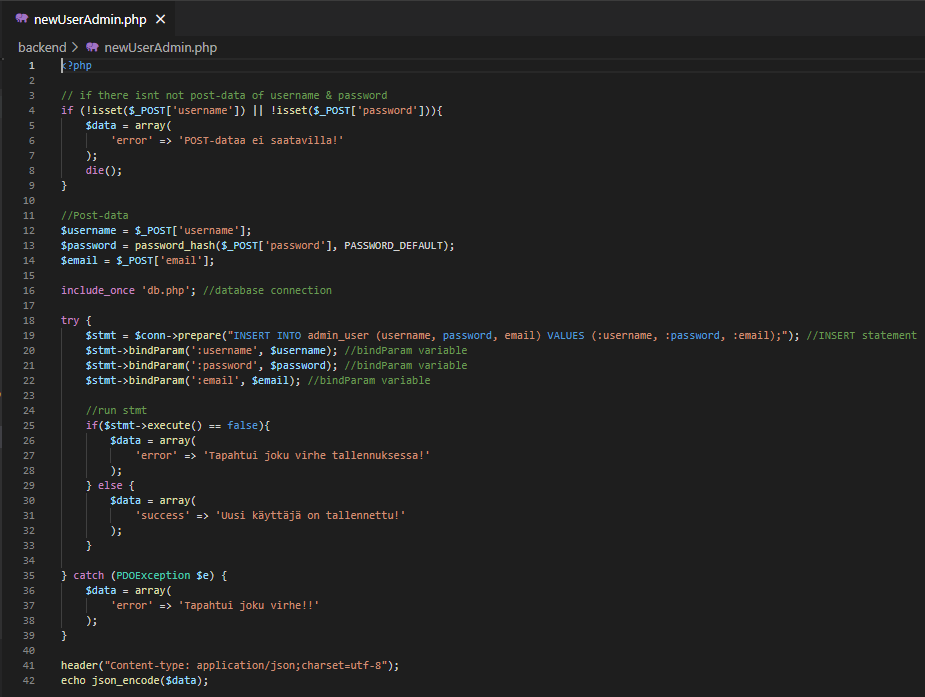 newUserAdmin.php ×
backend > newUserAdmin.php
1 <?php
2
3 // if there isnt not post-data of username & password
4 if (!isset($_POST['username']) || !isset($_POST['password'])){
5     $data = array(
6         'error' => 'POST-dataa ei saatavilla!'
7     );
8     die();
9 }
10
11 //Post-data
12 $username = $_POST['username'];
13 $password = password_hash($_POST['password'], PASSWORD_DEFAULT);
14 $email = $_POST['email'];
15
16 include_once 'db.php'; //database connection
17
18 try {
19     $stmt = $conn->prepare("INSERT INTO admin_user (username, password, email) VALUES (:username, :password, :email);"); //INSERT statement
20     $stmt->bindParam(':username', $username); //bindParam variable
21     $stmt->bindParam(':password', $password); //bindParam variable
22     $stmt->bindParam(':email', $email); //bindParam variable
23
24     //run stmt
25     if($stmt->execute() == false){
26         $data = array(
27             'error' => 'Tapahtui joku virhe tallennuksessa!'
28         );
29     } else {
30         $data = array(
31             'success' => 'Uusi käyttäjä on tallennettu!'
32         );
33     }
34
35 } catch (PDOException $e) {
36     $data = array(
37         'error' => 'Tapahtui joku virhe!!'
38     );
39 }
40
41 header("Content-type: application/json;charset=utf-8");
42 echo json_encode($data);